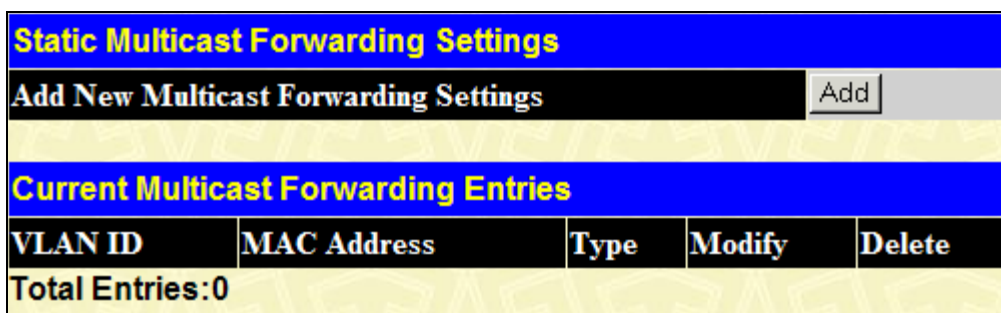 Static Multicast Forwarding Settings
Add New Multicast Forwarding Settings Add
Current Multicast Forwarding Entries
VLAN ID MAC Address Type Modify Delete
Total Entries:0